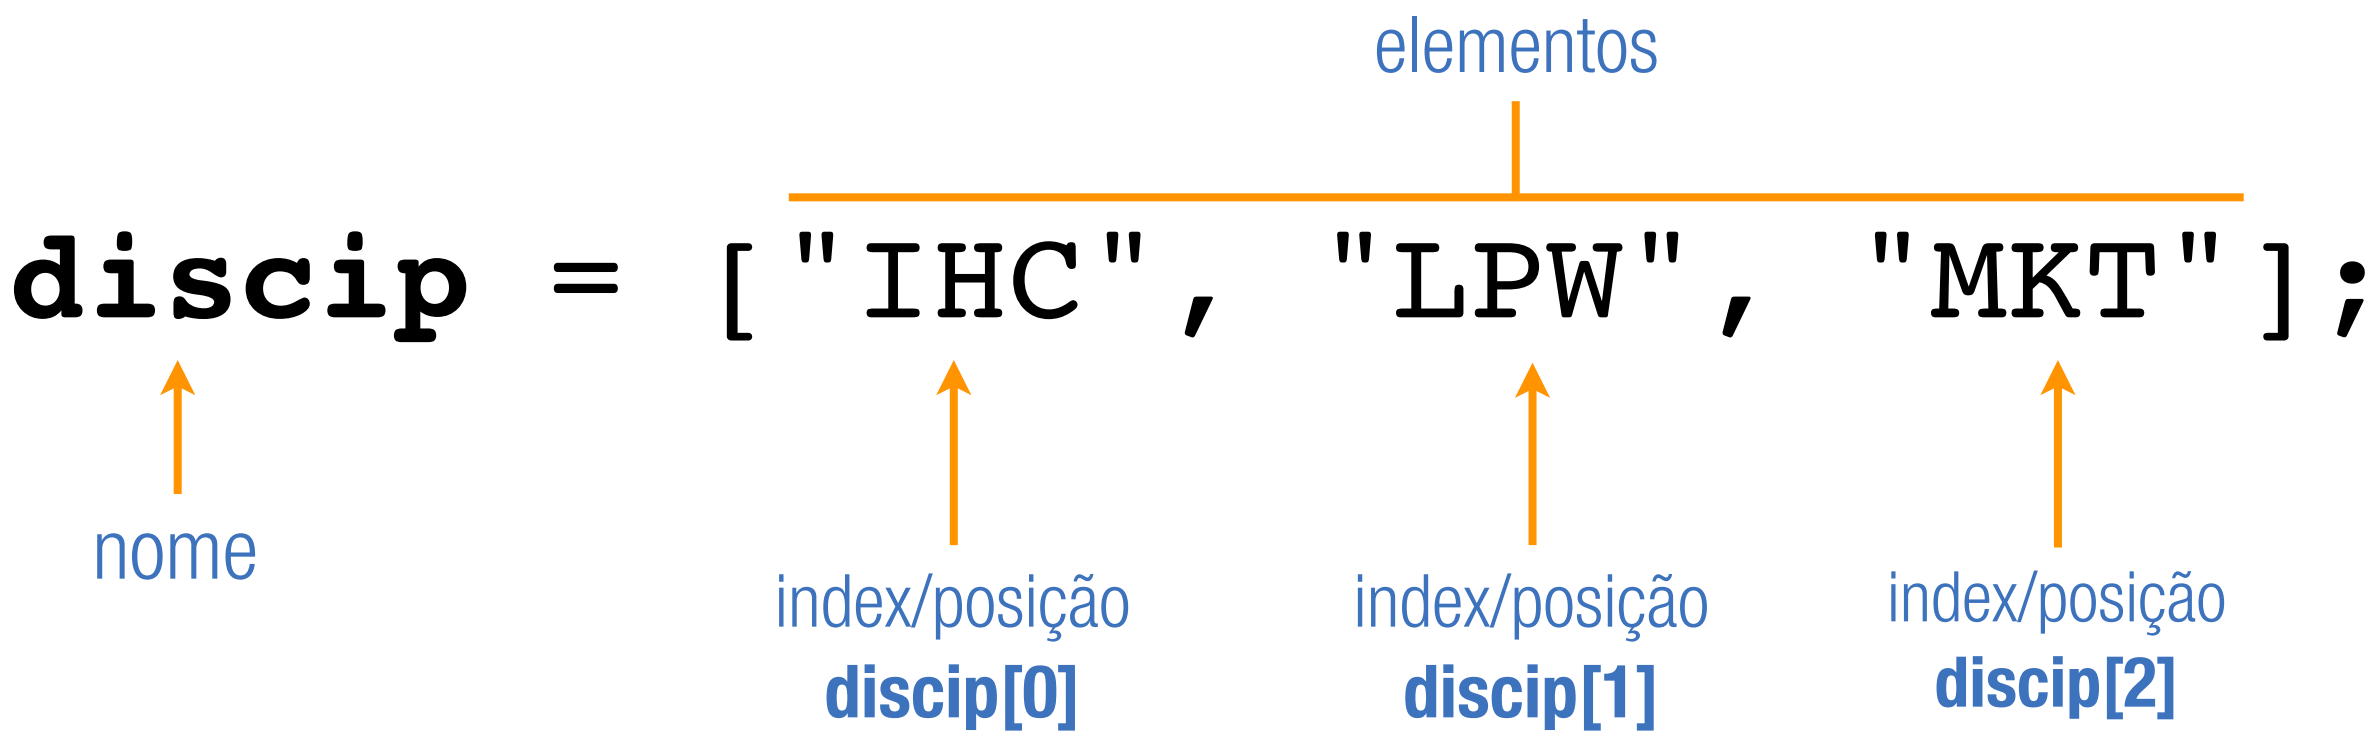 elementos
discip = ["IHC", "LPW", "MKT"];
nome
index/posição index/posição index/posição
discip[0] discip[1] discip[2]